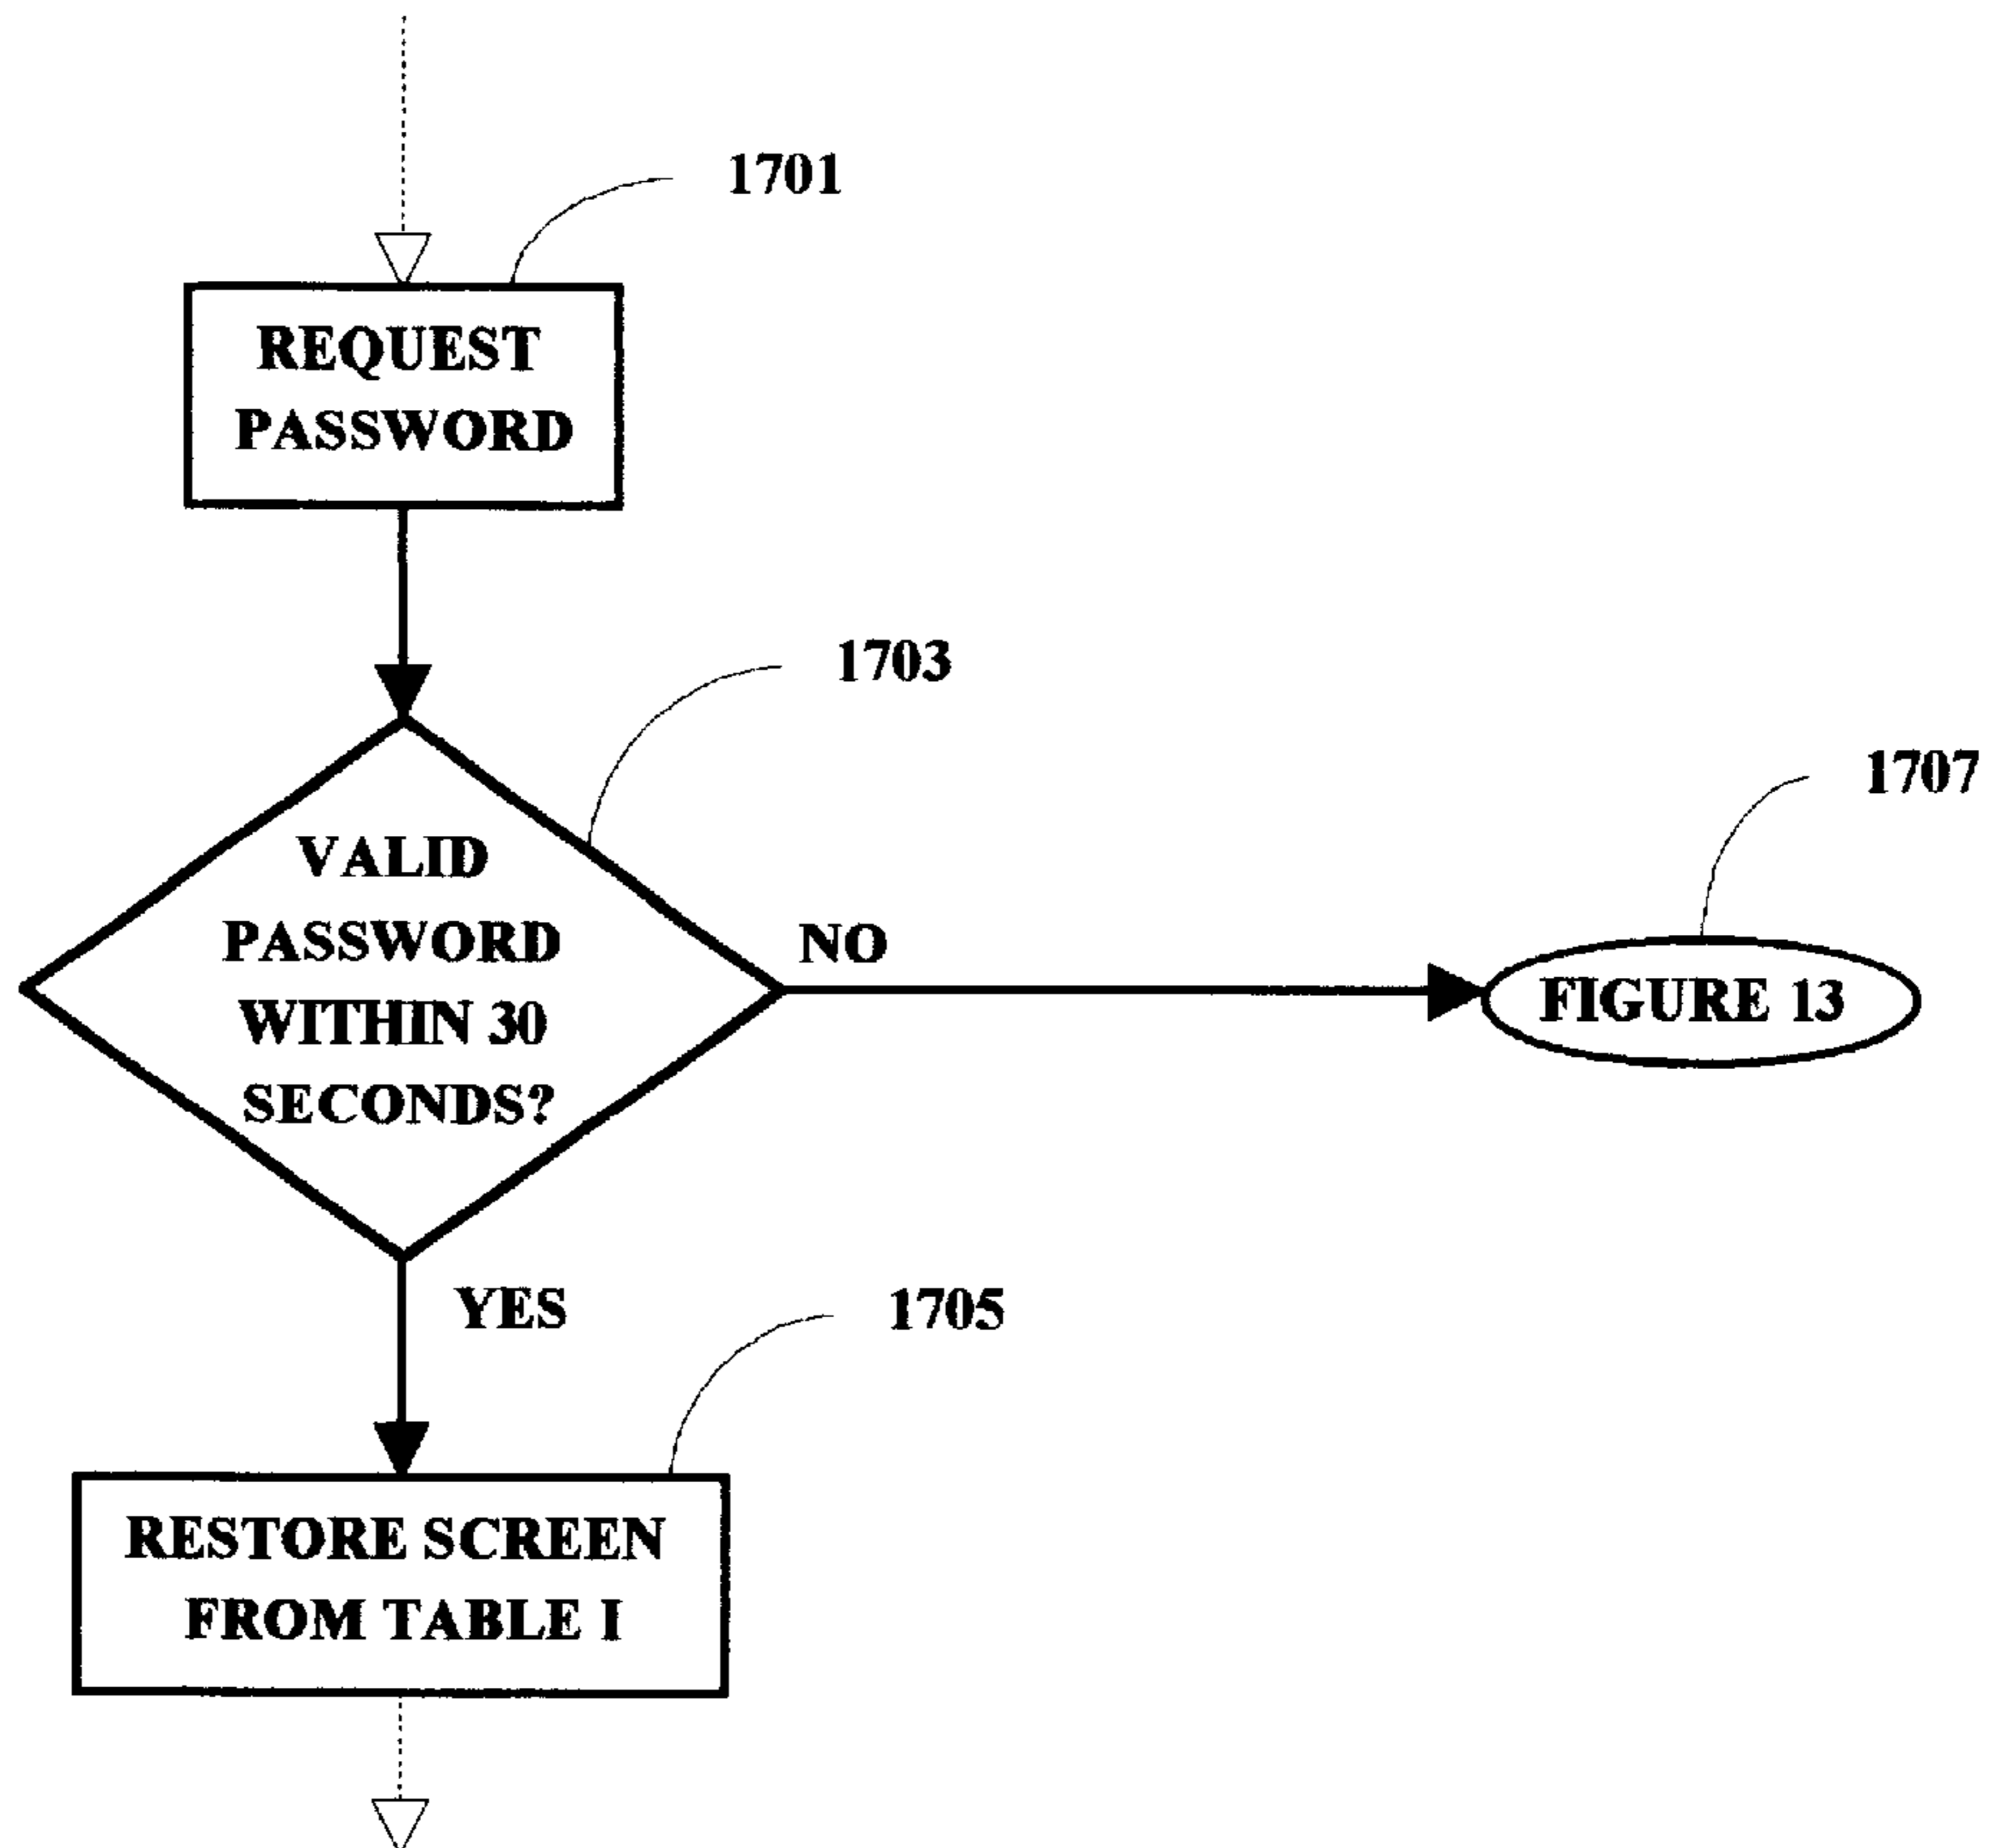 1701
REQUEST
PASSWORD
1703
1707
VALID
PASSWORD
WITHIN 30
SECONDS?
NO
FIGURE 13
YES
1705
RESTORE SCREEN
FROM TABLE I